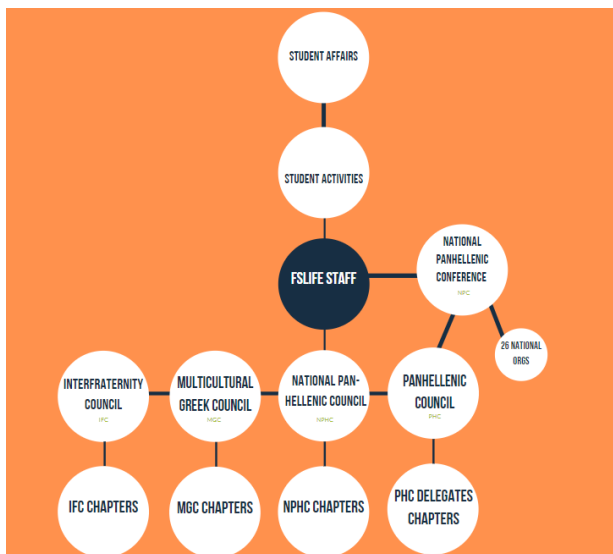 STUDENT AFFAIRS
STUDENT ACTIVITIES
FSLIFE STAFF
NATIONAL
PANHELLENIC
CONFERENCE
NPC
26 NATIONAL
ORGS
INTERFRATERNITY
COUNCIL
IFC
MULTICULTURAL
GREEK COUNCIL
MGC
NATIONAL PAN-
HELLENIC COUNCIL
NPHC
PANHELLENIC
COUNCIL
PHC
IFC CHAPTERS
MGC CHAPTERS
NPHC CHAPTERS
PHC DELEGATES
CHAPTERS